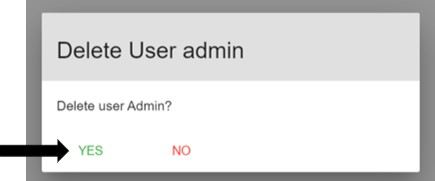 Delete User admin
Delete user Admin?
YES NO